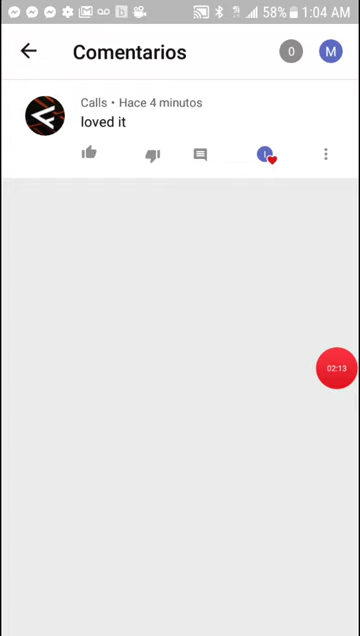 58% 1:04 AM
Comentarios 0 M
Calls • Hace 4 minutos
loved it
02:13